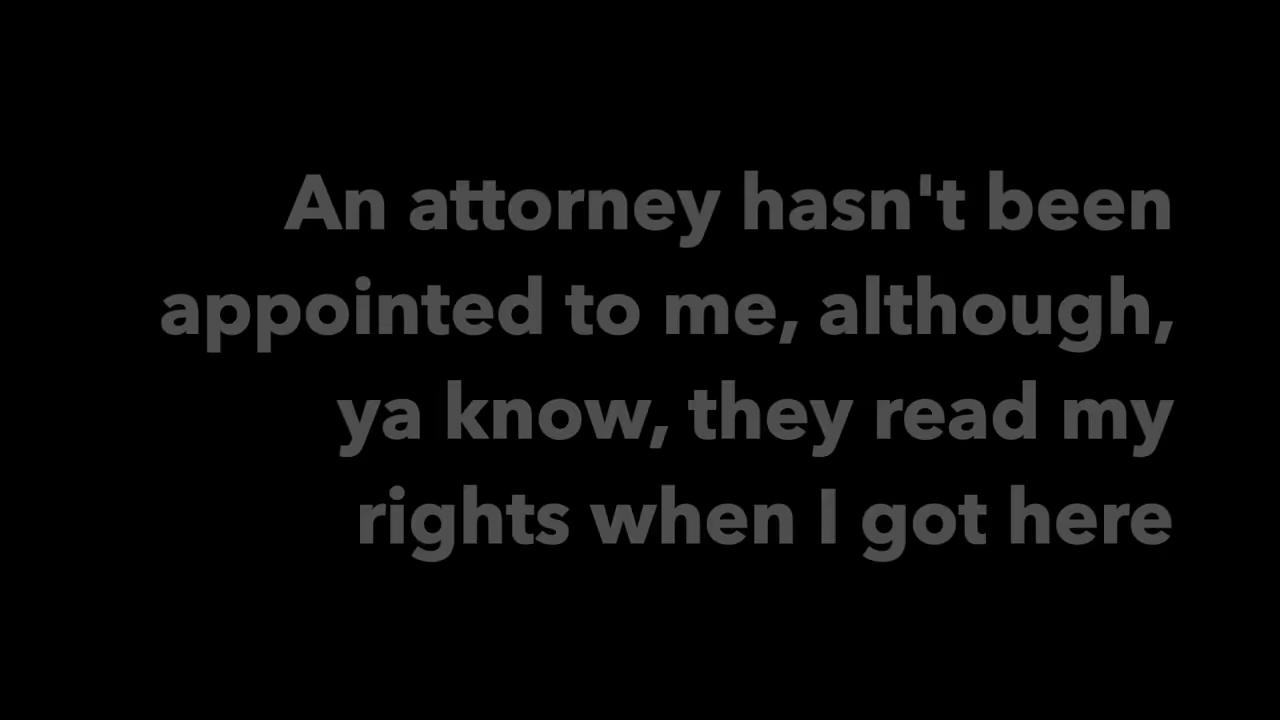 An attorney hasn't been
appointed to me, although,
ya know, they read my
rights when I got here